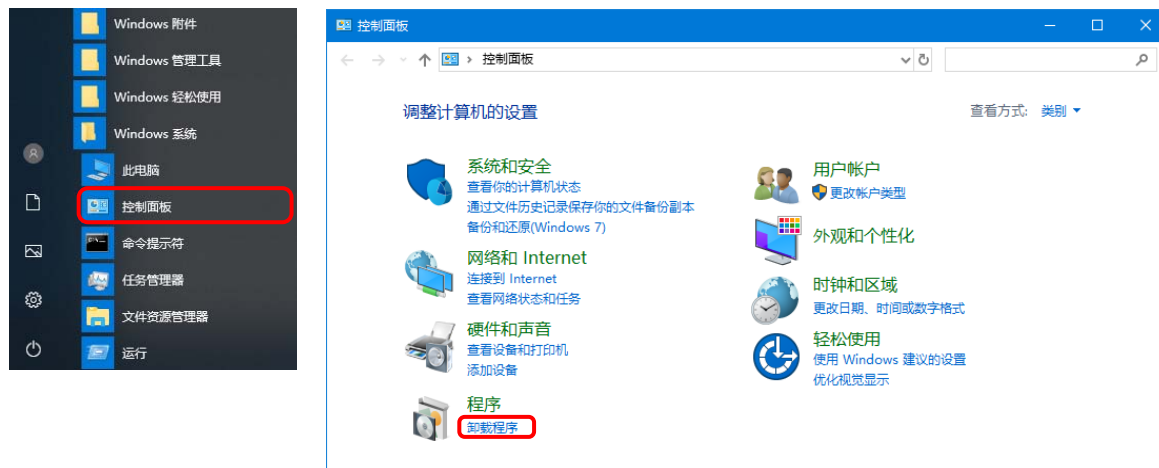 Windows 附件
Windows 管理工具
Windows 轻松使用
Windows 系统
此电脑
控制面板
命令提示符
任务管理器
文件资源管理器
运行
控制面板
控制面板
调整计算机的设置
查看方式: 类别
系统和安全
查看你的计算机状态
通过文件历史记录保存你的文件备份副本
备份和还原(Windows 7)
网络和 Internet
连接到 Internet
查看网络状态和任务
硬件和声音
查看设备和打印机
添加设备
程序
卸载程序
用户帐户
更改帐户类型
外观和个性化
时钟和区域
更改日期、时间或数字格式
轻松使用
使用 Windows 建议的设置
优化视觉显示